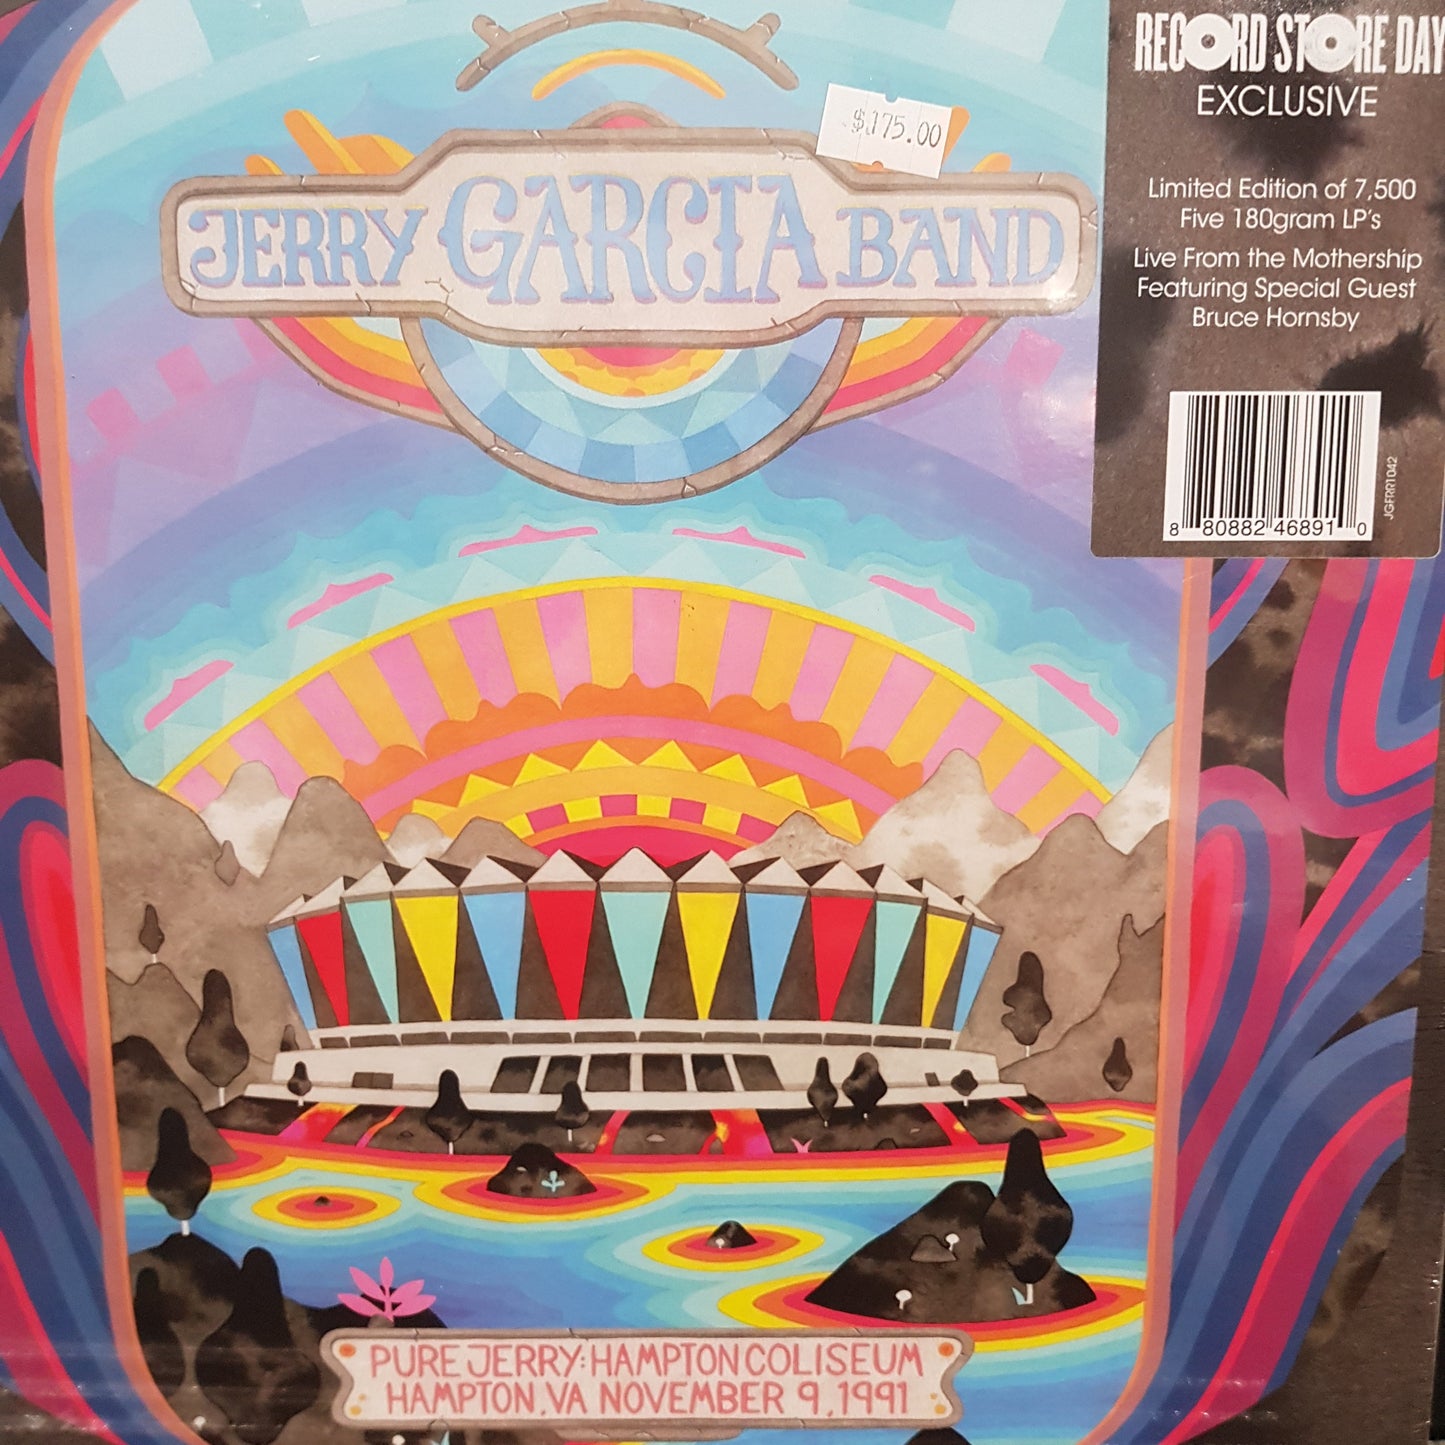 RECORD STORE DAY
EXCLUSIVE
Limited Edition of 7,500
Five 180gram LP's
Live From the Mothership
Featuring Special Guest
Bruce Hornsby
8 80882 46891 0
JGFRR1042
$175.00
JERRY GARCIA BAND
PURE JERRY: HAMPTON COLISEUM
HAMPTON, VA NOVEMBER 9, 1991